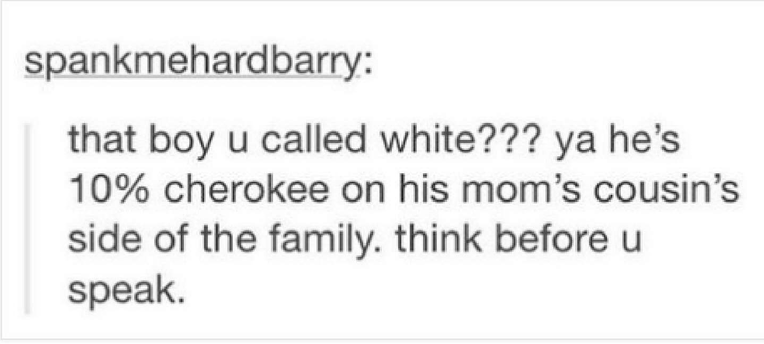 spankmehardbarry:
that boy u called white??? ya he's
10% cherokee on his mom's cousin's
side of the family. think before u
speak.